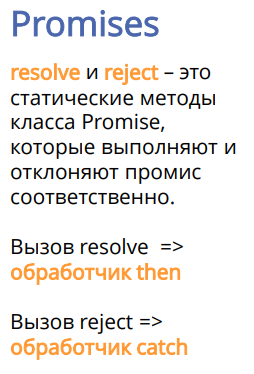 Promises
resolve и reject – это
статические методы
класса Promise,
которые выполняют и
отклоняют промис
соответственно.
Вызов resolve  =>
обработчик then
Вызов reject =>
обработчик catch